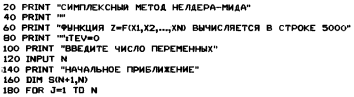 20 PRINT "СИМПЛЕКСНЫЙ МЕТОД НЕЛДЕРА-МИДА"
40 PRINT ""
60 PRINT "ФУНКЦИЯ Z=F(X1,X2,...,XN) ВЫЧИСЛЯЕТСЯ В СТРОКЕ 5000"
80 PRINT "":TEV=0
100 PRINT "ВВЕДИТЕ ЧИСЛО ПЕРЕМЕННЫХ"
120 INPUT N
140 PRINT "НАЧАЛЬНОЕ ПРИБЛИЖЕНИЕ"
160 DIM S(N+1,N)
180 FOR J=1 TO N